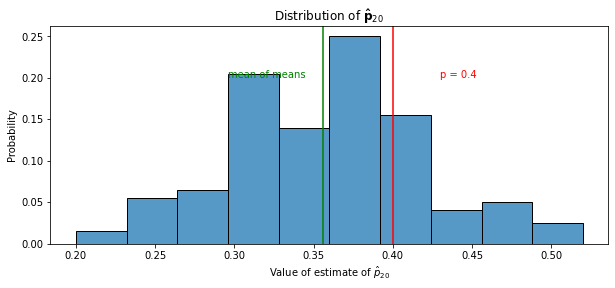 Distribution of p̂₂₀
0.25
0.20
0.15
0.10
0.05
0.00
Probability
mean of means
p = 0.4
0.20 0.25 0.30 0.35 0.40 0.45 0.50
Value of estimate of p̂₂₀